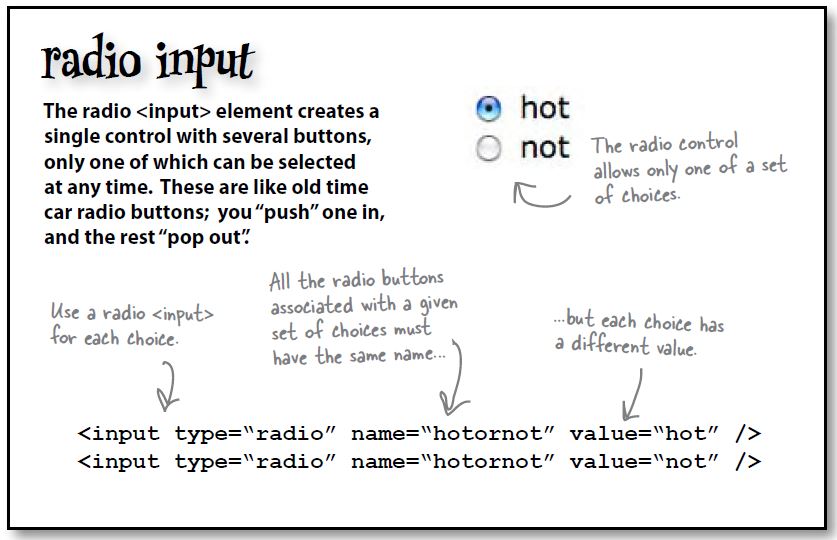 radio input
The radio <input> element creates a
single control with several buttons,
only one of which can be selected
at any time.  These are like old time
car radio buttons;  you “push” one in,
and the rest “pop out”.
hot
not
The radio control
allows only one of a set
of choices.
Use a radio <input>
for each choice.
All the radio buttons
associated with a given
set of choices must
have the same name...
...but each choice has
a different value.
<input type=“radio” name=“hotornot” value=“hot” />
<input type=“radio” name=“hotornot” value=“not” />